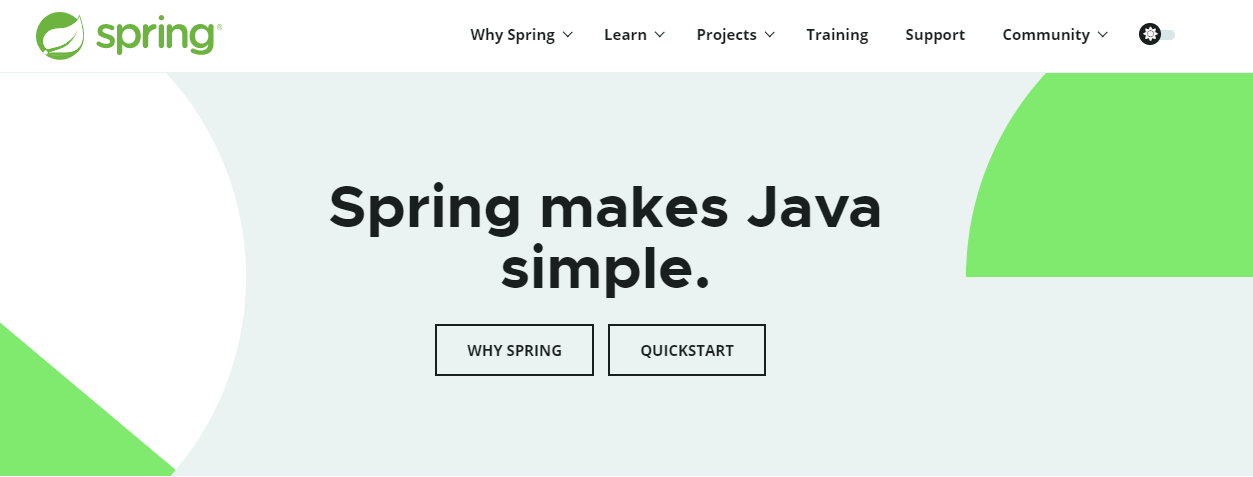 spring®
Why Spring
Learn
Projects
Training
Support
Community
Spring makes Java
simple.
WHY SPRING
QUICKSTART